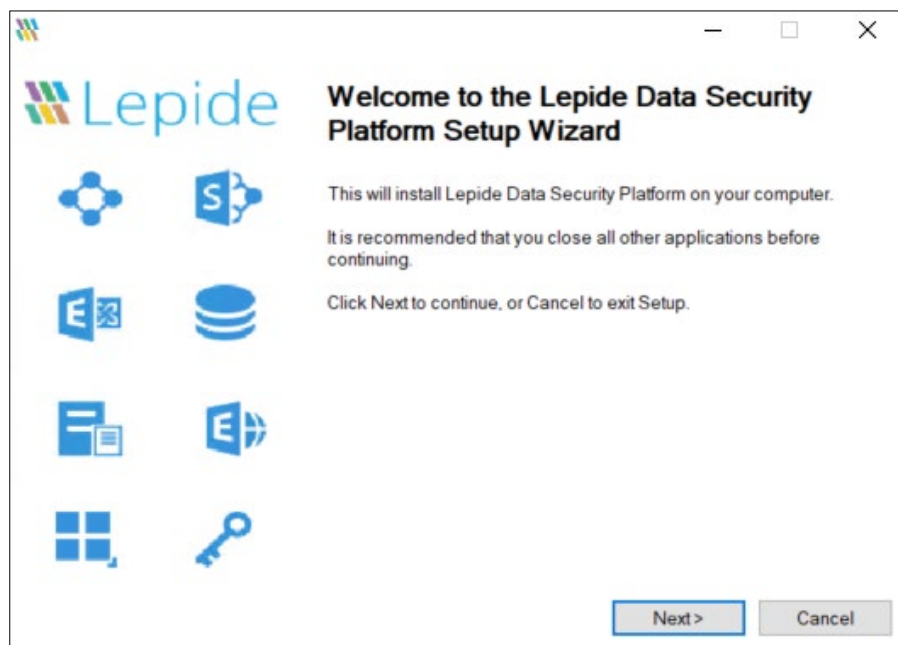 Lepide
Welcome to the Lepide Data Security
Platform Setup Wizard
This will install Lepide Data Security Platform on your computer.
It is recommended that you close all other applications before
continuing.
Click Next to continue, or Cancel to exit Setup.
S
E
E
Next >
Cancel